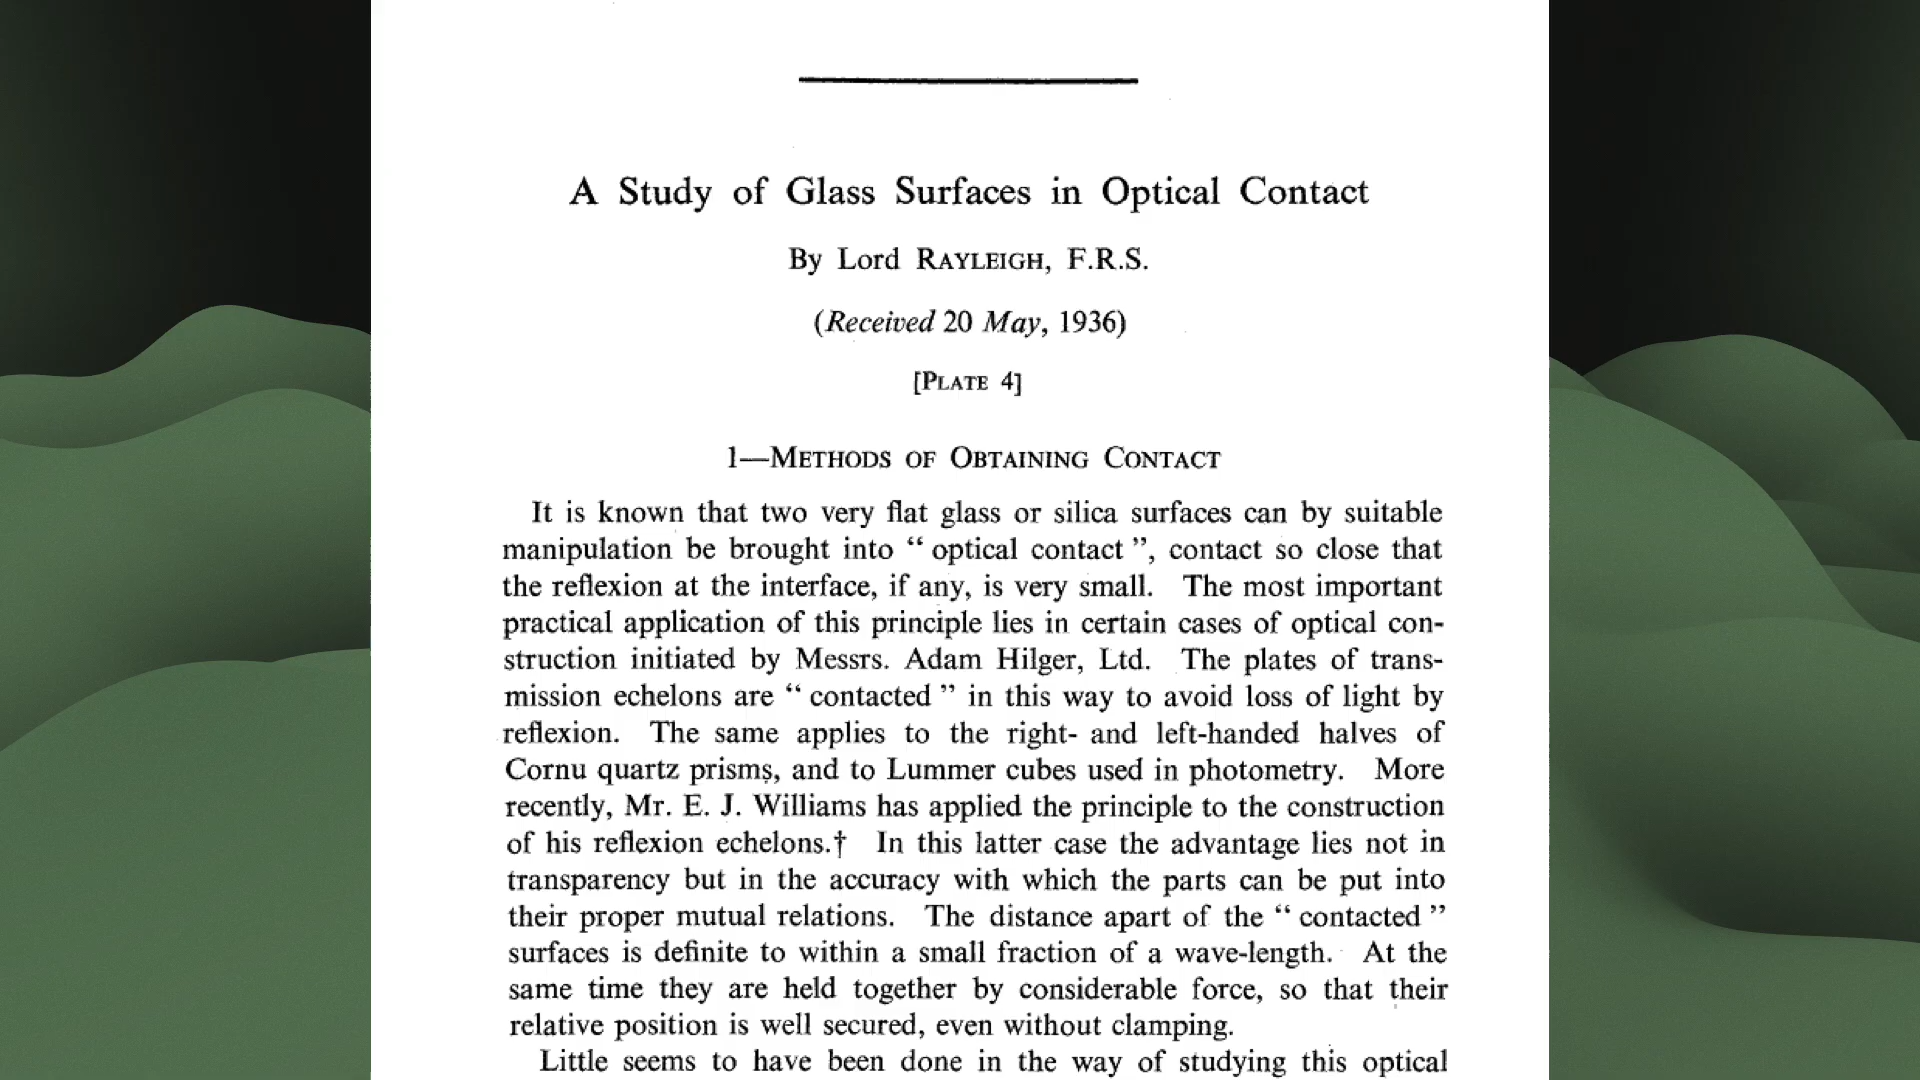 A Study of Glass Surfaces in Optical Contact
By Lord RAYLEIGH, F.R.S.
(Received 20 May, 1936)
[PLATE 4]
1—METHODS OF OBTAINING CONTACT
It is known that two very flat glass or silica surfaces can by suitable
manipulation be brought into “ optical contact ”, contact so close that
the reflexion at the interface, if any, is very small. The most important
practical application of this principle lies in certain cases of optical con-
struction initiated by Messrs. Adam Hilger, Ltd. The plates of trans-
mission echelons are “ contacted ” in this way to avoid loss of light by
reflexion. The same applies to the right- and left-handed halves of
Cornu quartz prisms, and to Lummer cubes used in photometry. More
recently, Mr. E. J. Williams has applied the principle to the construction
of his reflexion echelons.† In this latter case the advantage lies not in
transparency but in the accuracy with which the parts can be put into
their proper mutual relations. The distance apart of the “ contacted ”
surfaces is definite to within a small fraction of a wave-length. At the
same time they are held together by considerable force, so that their
relative position is well secured, even without clamping.
Little seems to have been done in the way of studying this optical